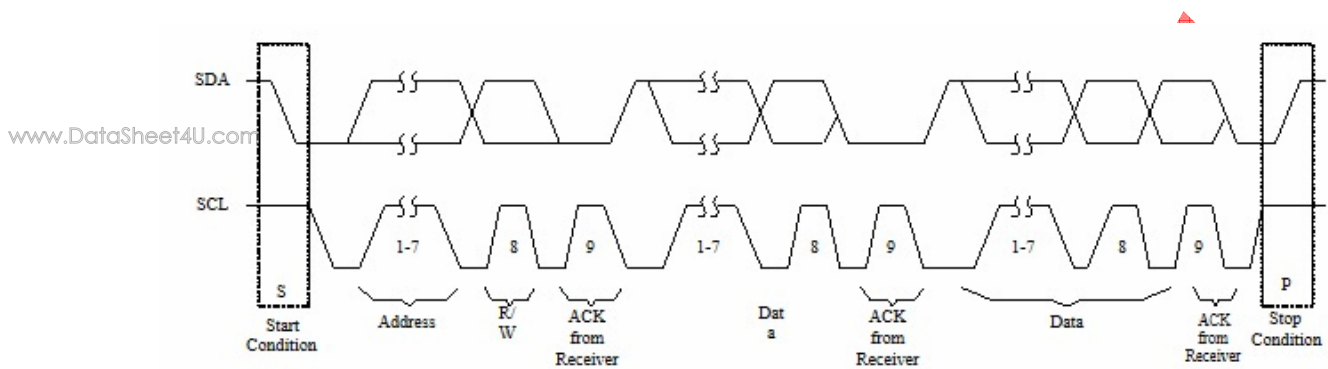 SDA
www.DataSheet4U.com
SCL
1-7
8
9
1-7
8
9
1-7
8
9
S
P
Start
Condition
Address
R/
W
ACK
from
Receiver
Dat
a
ACK
from
Receiver
Data
ACK
from
Receiver
Stop
Condition